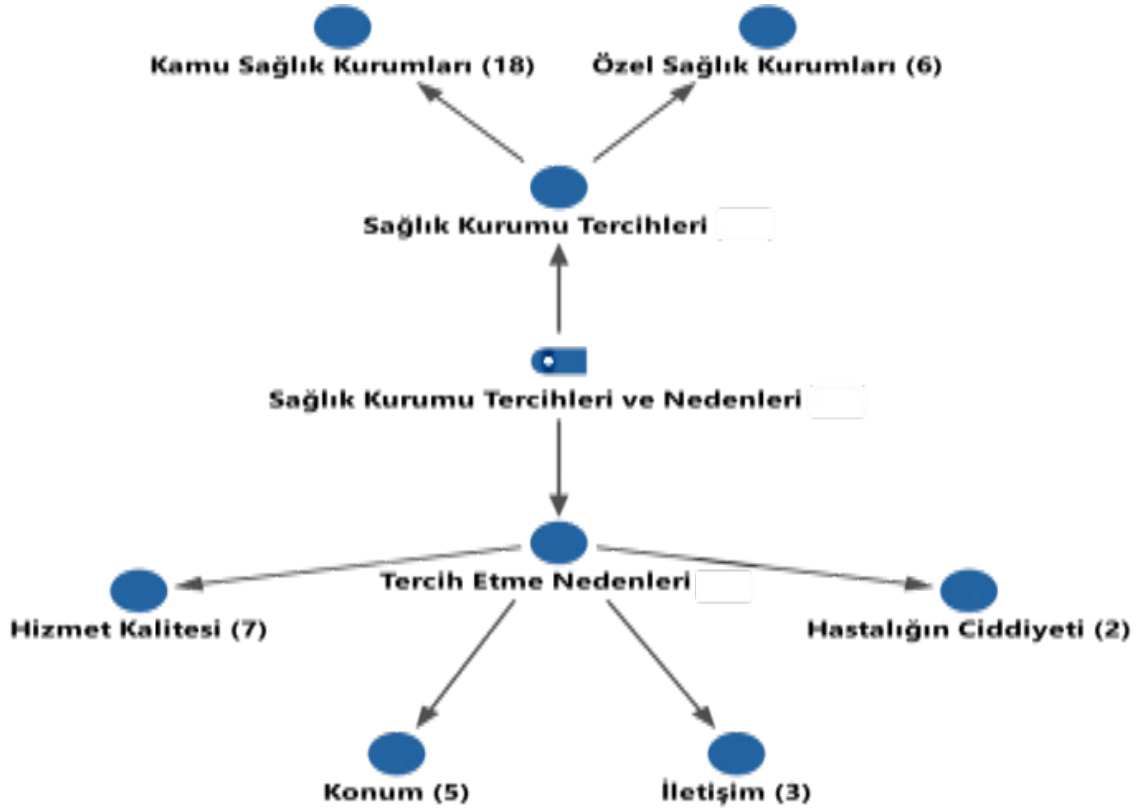 Kamu Sağlık Kurumları (18)
Özel Sağlık Kurumları (6)
Sağlık Kurumu Tercihleri
Sağlık Kurumu Tercihleri ve Nedenleri
Tercih Etme Nedenleri
Hizmet Kalitesi (7)
Hastalığın Ciddiyeti (2)
Konum (5)
İletişim (3)